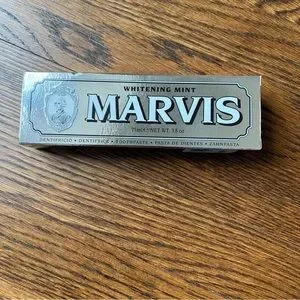 WHITENING MINT
MARVIS
75ml ℮ NET WT. 3.8 oz
DENTIFRICIO • DENTIFRICE • TOOTHPASTE • PASTA DE DIENTES • ZAHNPASTA